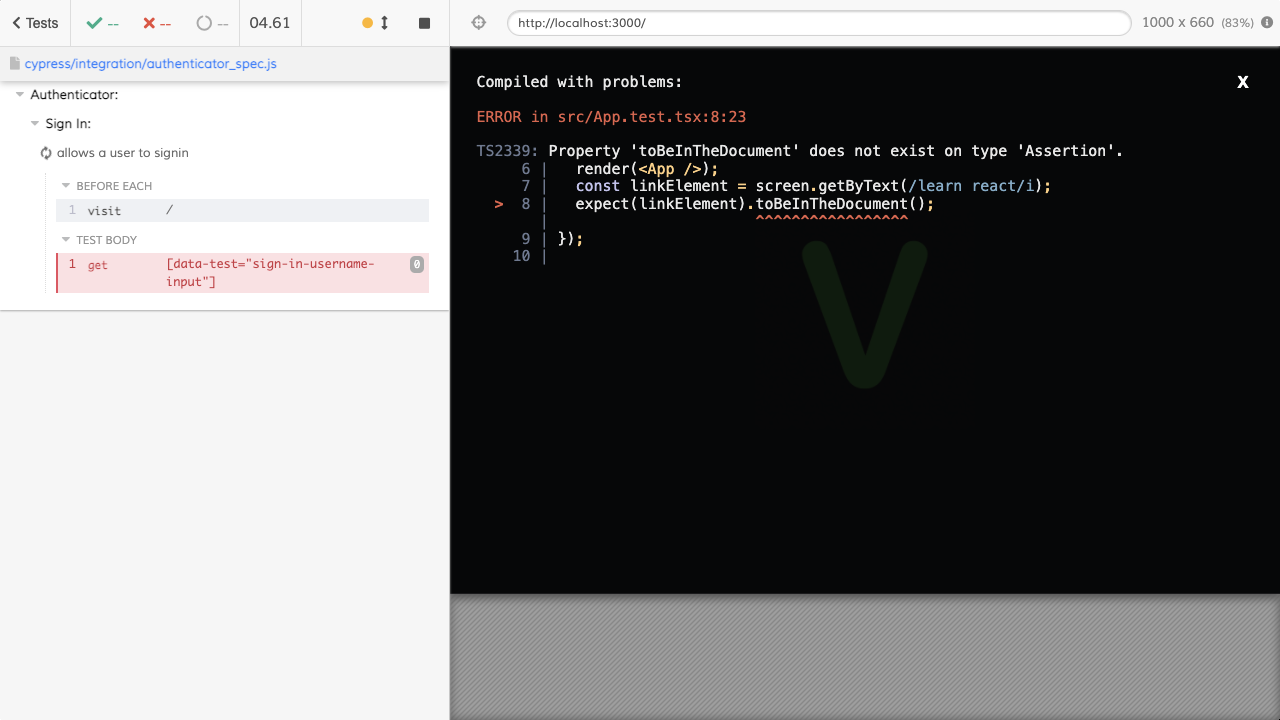 Tests
--
--
--
04.61
http://localhost:3000/
1000 x 660 (83%)
cypress/integration/authenticator_spec.js
Authenticator:
Sign In:
allows a user to signin
BEFORE EACH
1 visit /
TEST BODY
1 get [data-test="sign-in-username-
input"]
0
Compiled with problems:
X
ERROR in src/App.test.tsx:8:23
TS2339: Property 'toBeInTheDocument' does not exist on type 'Assertion'.
6 | render(<App />);
7 | const linkElement = screen.getByText(/learn react/i);
> 8 | expect(linkElement).toBeInTheDocument();
| ^^^^^^^^^^^^^^^^^
9 | });
10 |
V